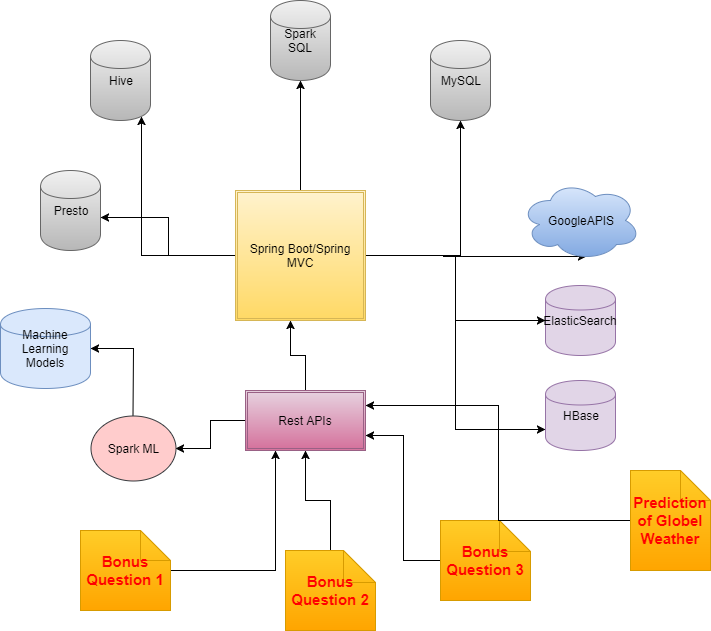 Spark
SQL
Hive
MySQL
Presto
GoogleAPIS
Spring Boot/Spring
MVC
ElasticSearch
Machine
Learning
Models
HBase
Rest APIs
Spark ML
Prediction
of Globel
Weather
Bonus
Question 1
Bonus
Question 2
Bonus
Question 3